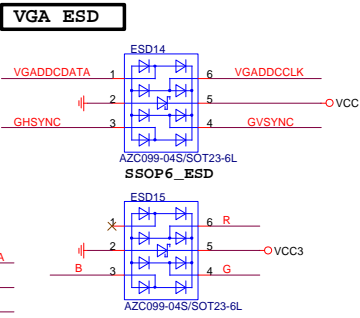 VGA ESD
ESD14
VGADDCDATA 1 6 VGADDCCLK
2 5 VCC
GHSYNC 3 4 GVSYNC
AZC099-04S/SOT23-6L
SSOP6_ESD
ESD15
1 6 R
2 5 VCC3
B 3 4 G
AZC099-04S/SOT23-6L
A